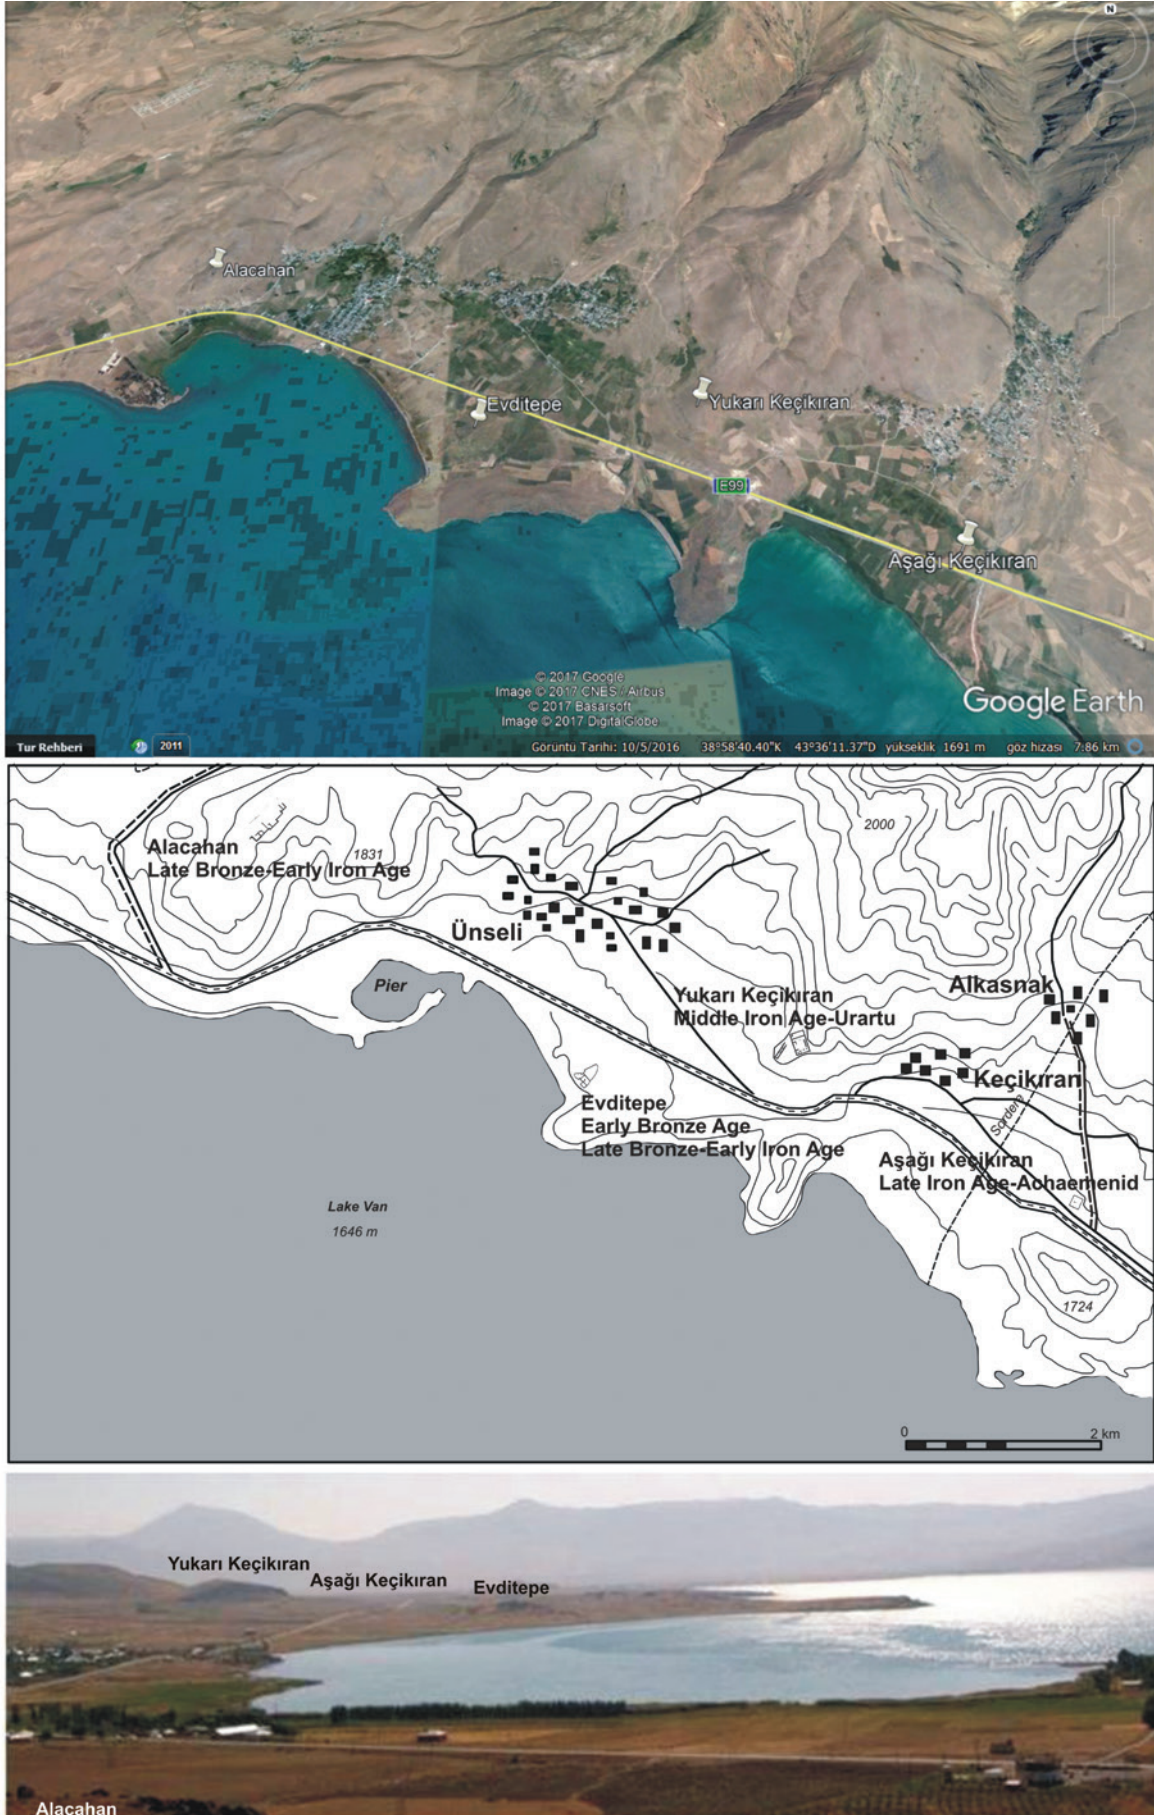 N
Alacahan
Evditepe
Yukarı Keçikıran
E99
Aşağı Keçikıran
© 2017 Google
Image © 2017 CNES / Airbus
© 2017 Basarsoft
Image © 2017 DigitalGlobe
Google Earth
Tur Rehberi
2011
Görüntü Tarihi: 10/5/2016 38°58'40.40"K 43°36'11.37"D yükseklik 1691 m göz hizası 7.86 km
2000
Alacahan
Late Bronze-Early Iron Age
1831
Ünseli
Pier
Alkasnak
Yukarı Keçikıran
Middle Iron Age-Urartu
Keçikıran
Evditepe
Early Bronze Age
Late Bronze-Early Iron Age
Sordere
Aşağı Keçikıran
Late Iron Age-Achaemenid
Lake Van
1646 m
1724
0 2 km
Yukarı Keçikıran
Aşağı Keçikıran
Evditepe
Alacahan